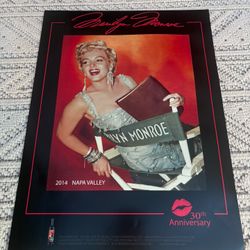 Marilyn Monroe
YN MONROE
2014 NAPA VALLEY
30th
Anniversary